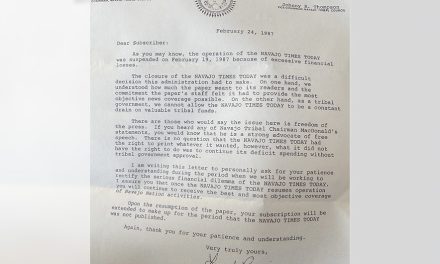 Johnny R. Thompson
February 24, 1987
Dear Subscriber:
As you may know, the operation of the NAVAJO TIMES TODAY
was suspended on February 19, 1987 because of excessive financial
losses.
The closure of the NAVAJO TIMES TODAY was a difficult
decision this administration had to make. On one hand, we
understood how much the paper meant to its readers and the
commitment the paper's staff felt it had to provide the most
objective news coverage possible. On the other hand, as a tribal
government, we cannot allow the NAVAJO TIMES TODAY to be a constant
drain on valuable tribal funds.
There are those who would say the issue here is freedom of
the press. If you heard any of Navajo Tribal Chairman MacDonald's
statements, you would know that he is a strong advocate of free
speech. There is no question that the NAVAJO TIMES TODAY had
the right to print whatever it wanted, however, what it did not
have the right to do was to continue its deficit spending without
tribal government approval.
I am writing this letter to personally ask for your patience
and understanding during the period when we will be working to
rectify the serious financial dilemma of the NAVAJO TIMES TODAY.
I ensure you that once the NAVAJO TIMES TODAY resumes operation
you will continue to receive the best and most objective coverage
of Navajo Nation activities.
Upon the resumption of the paper, your subscription will be
extended to make up for the period that the NAVAJO TIMES TODAY
was not published.
Again, thank you for your patience and understanding.
Very truly yours,